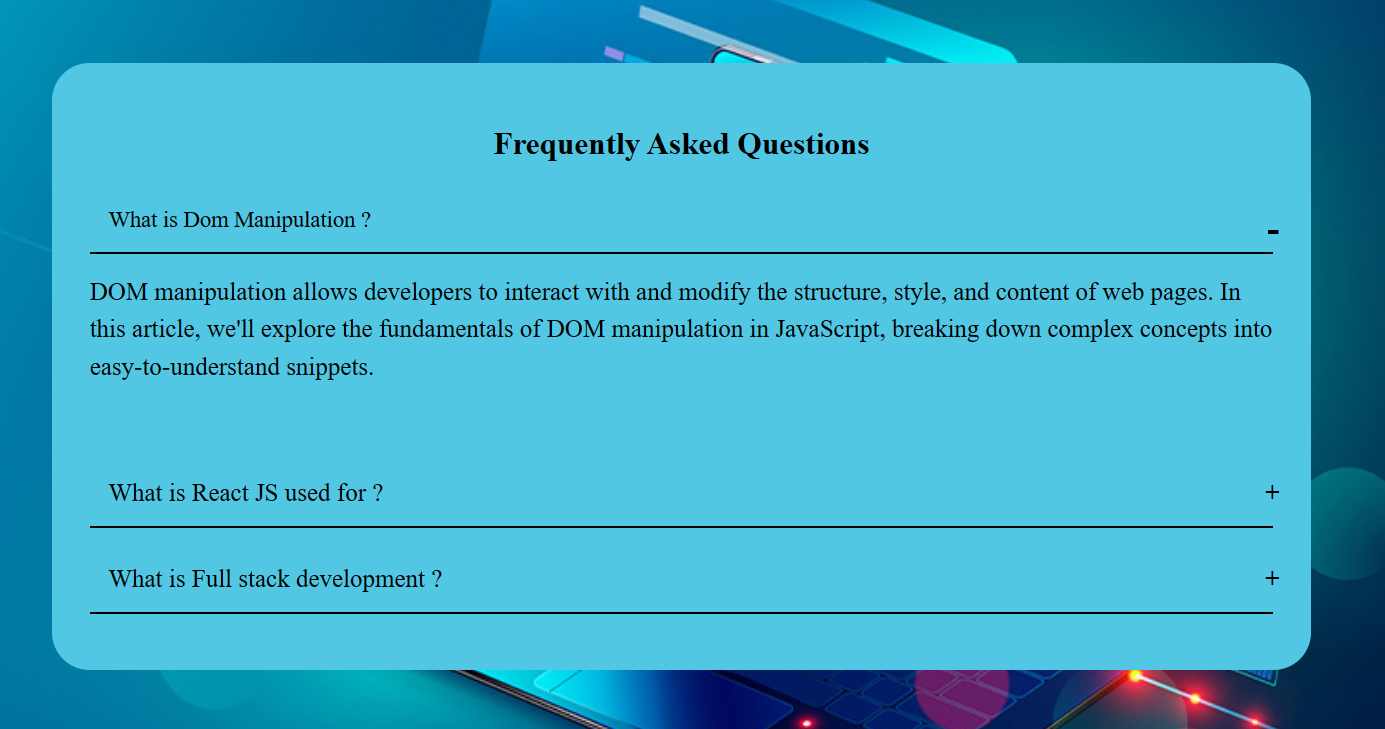 Frequently Asked Questions
What is Dom Manipulation ?
-
DOM manipulation allows developers to interact with and modify the structure, style, and content of web pages. In
this article, we'll explore the fundamentals of DOM manipulation in JavaScript, breaking down complex concepts into
easy-to-understand snippets.
What is React JS used for ? +
What is Full stack development ? +